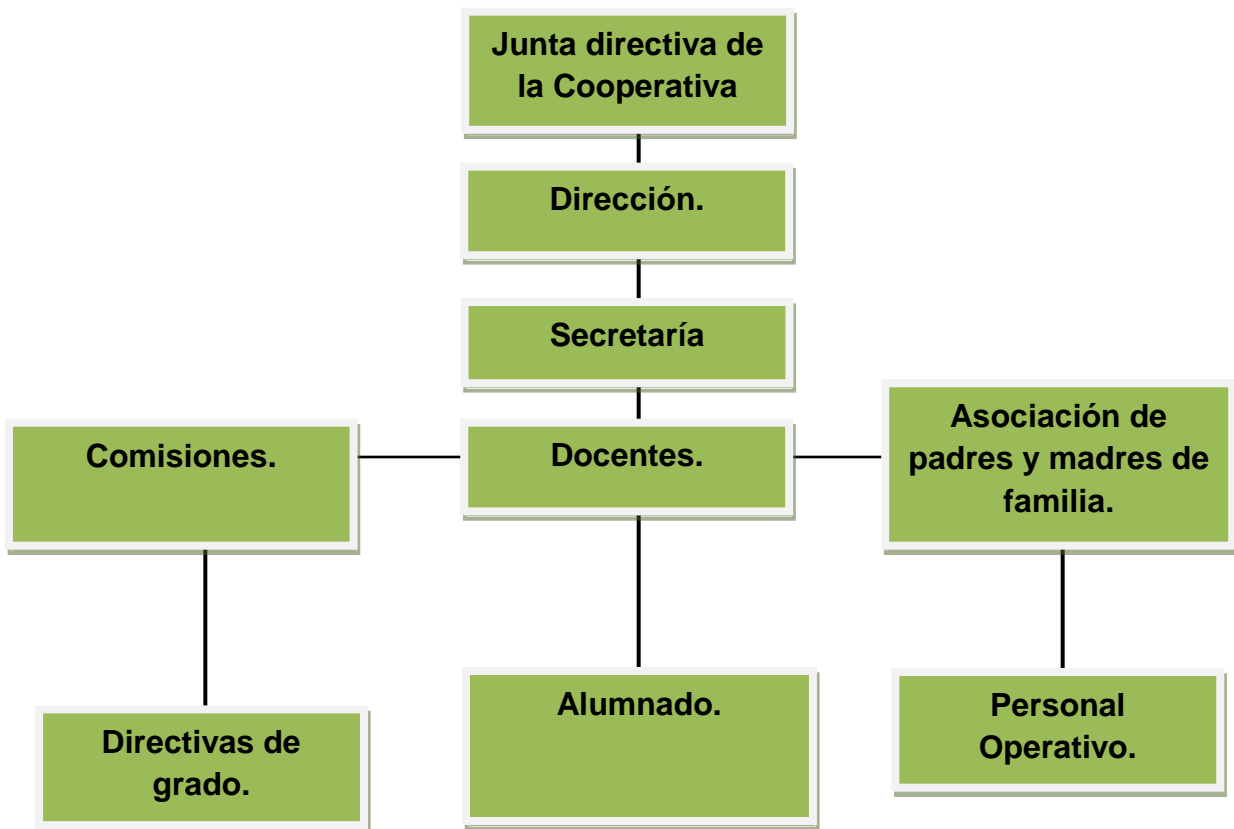 Junta directiva de
la Cooperativa
Dirección.
Secretaría
Comisiones.
Docentes.
Asociación de
padres y madres de
familia.
Directivas de
grado.
Alumnado.
Personal
Operativo.